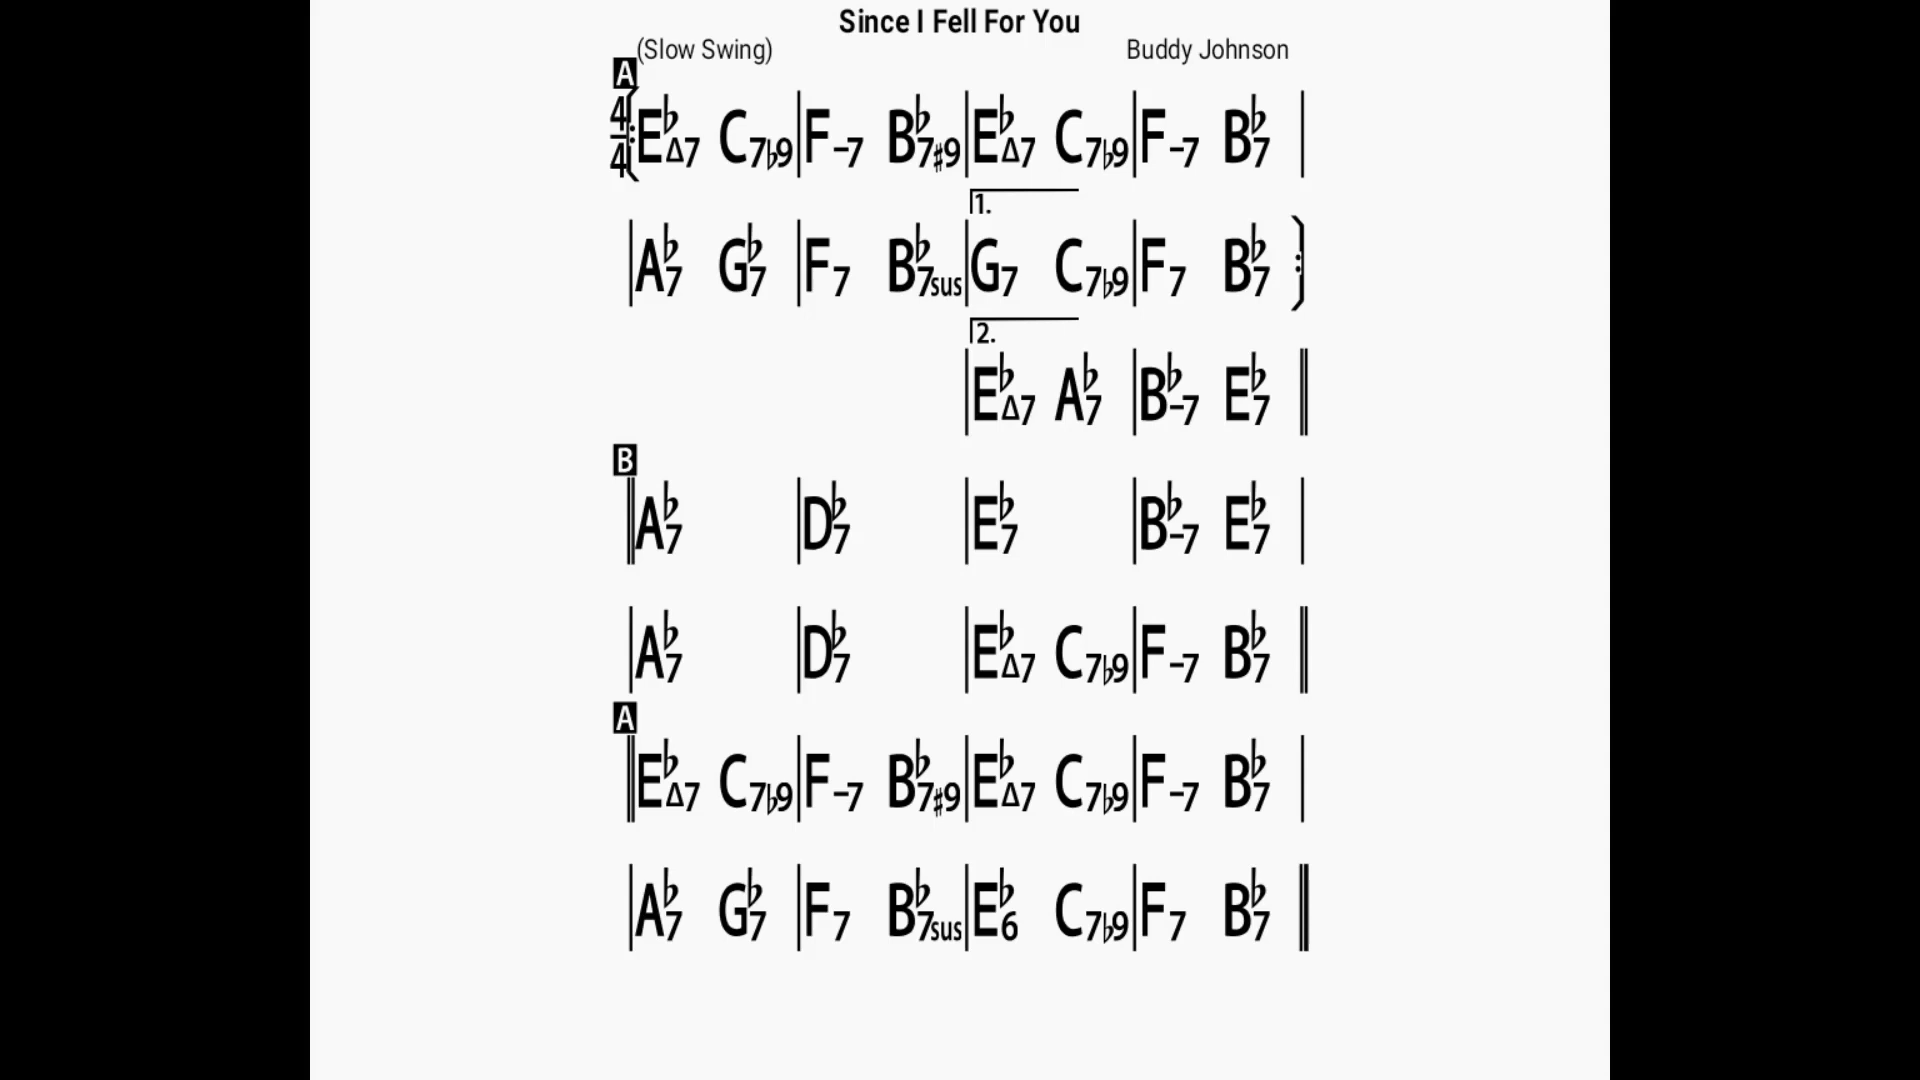 Since I Fell For You
(Slow Swing) Buddy Johnson
A
4/4 E♭Δ7 C7♭9 F-7 B♭7♯9 E♭Δ7 C7♭9 F-7 B♭7
1.
A♭7 G♭7 F7 B♭7sus G7 C7♭9 F7 B♭7
2.
E♭Δ7 A♭7 B♭-7 E♭7
B
A♭7 D♭7 E♭7 B♭-7 E♭7
A♭7 D♭7 E♭Δ7 C7♭9 F-7 B♭7
A
E♭Δ7 C7♭9 F-7 B♭7♯9 E♭Δ7 C7♭9 F-7 B♭7
A♭7 G♭7 F7 B♭7sus E♭6 C7♭9 F7 B♭7